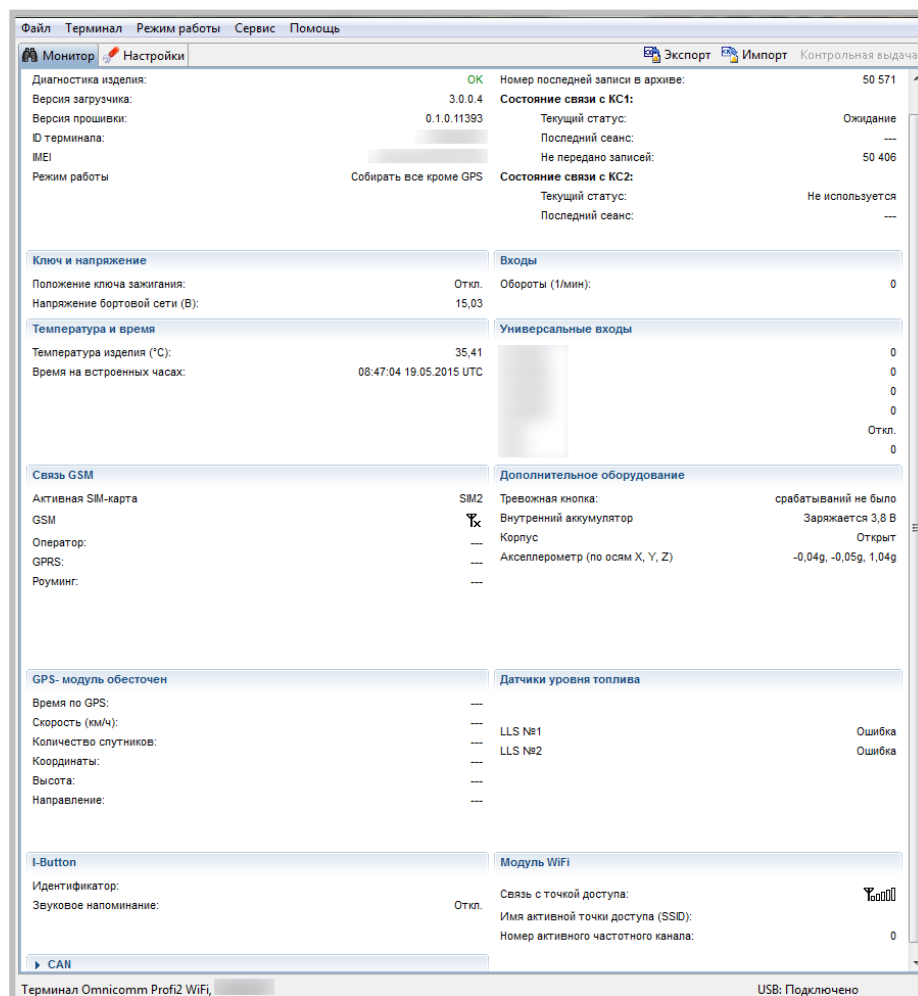 Файл Терминал Режим работы Сервис Помощь
Монитор Настройки Экспорт Импорт Контрольная выдача
Диагностика изделия: OK
Версия загрузчика: 3.0.0.4
Версия прошивки: 0.1.0.11393
ID терминала:
IMEI
Режим работы Собирать все кроме GPS
Номер последней записи в архиве: 50 571
Состояние связи с КС1:
Текущий статус: Ожидание
Последний сеанс: ---
Не передано записей: 50 406
Состояние связи с КС2:
Текущий статус: Не используется
Последний сеанс: ---
Ключ и напряжение
Положение ключа зажигания: Откл.
Напряжение бортовой сети (В): 15,03
Входы
Обороты (1/мин): 0
Температура и время
Температура изделия (°C): 35,41
Время на встроенных часах: 08:47:04 19.05.2015 UTC
Универсальные входы
0
0
0
0
Откл.
0
Связь GSM
Активная SIM-карта SIM2
GSM
Оператор: ---
GPRS: ---
Роуминг: ---
Дополнительное оборудование
Тревожная кнопка: срабатываний не было
Внутренний аккумулятор Заряжается 3,8 В
Корпус Открыт
Акселлерометр (по осям X, Y, Z) -0,04g, -0,05g, 1,04g
GPS- модуль обесточен
Время по GPS: ---
Скорость (км/ч): ---
Количество спутников: ---
Координаты: ---
Высота: ---
Направление: ---
Датчики уровня топлива
LLS №1 Ошибка
LLS №2 Ошибка
I-Button
Идентификатор:
Звуковое напоминание: Откл.
Модуль WiFi
Связь с точкой доступа:
Имя активной точки доступа (SSID):
Номер активного частотного канала: 0
CAN
Терминал Omnicomm Profi2 WiFi, USB: Подключено